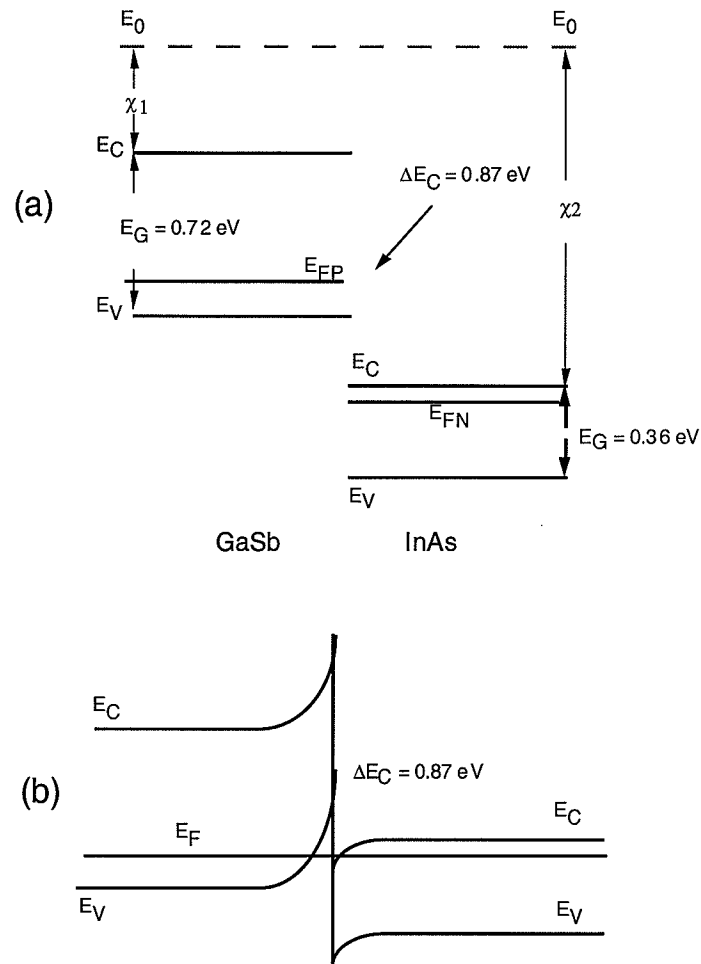 E0 E0
χ1
EC
(a)
ΔEC = 0.87 eV
χ2
EG = 0.72 eV
EFP
EV
EC
EFN
EG = 0.36 eV
EV
GaSb InAs
EC
(b)
ΔEC = 0.87 eV
EC
EF
EV
EV